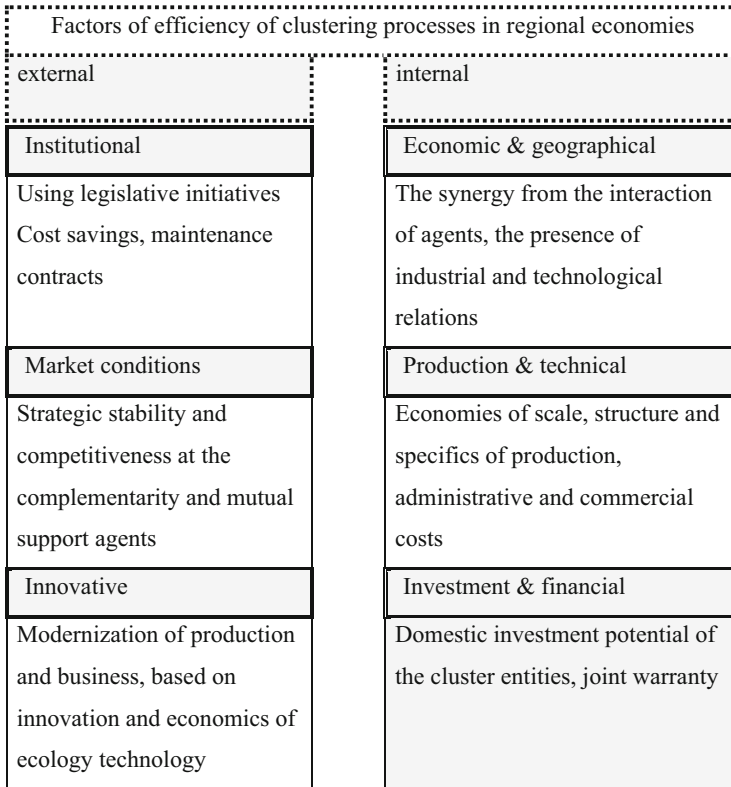 Factors of efficiency of clustering processes in regional economies
external
Institutional
Using legislative initiatives
Cost savings, maintenance
contracts
Market conditions
Strategic stability and
competitiveness at the
complementarity and mutual
support agents
Innovative
Modernization of production
and business, based on
innovation and economics of
ecology technology
internal
Economic & geographical
The synergy from the interaction
of agents, the presence of
industrial and technological
relations
Production & technical
Economies of scale, structure and
specifics of production,
administrative and commercial
costs
Investment & financial
Domestic investment potential of
the cluster entities, joint warranty